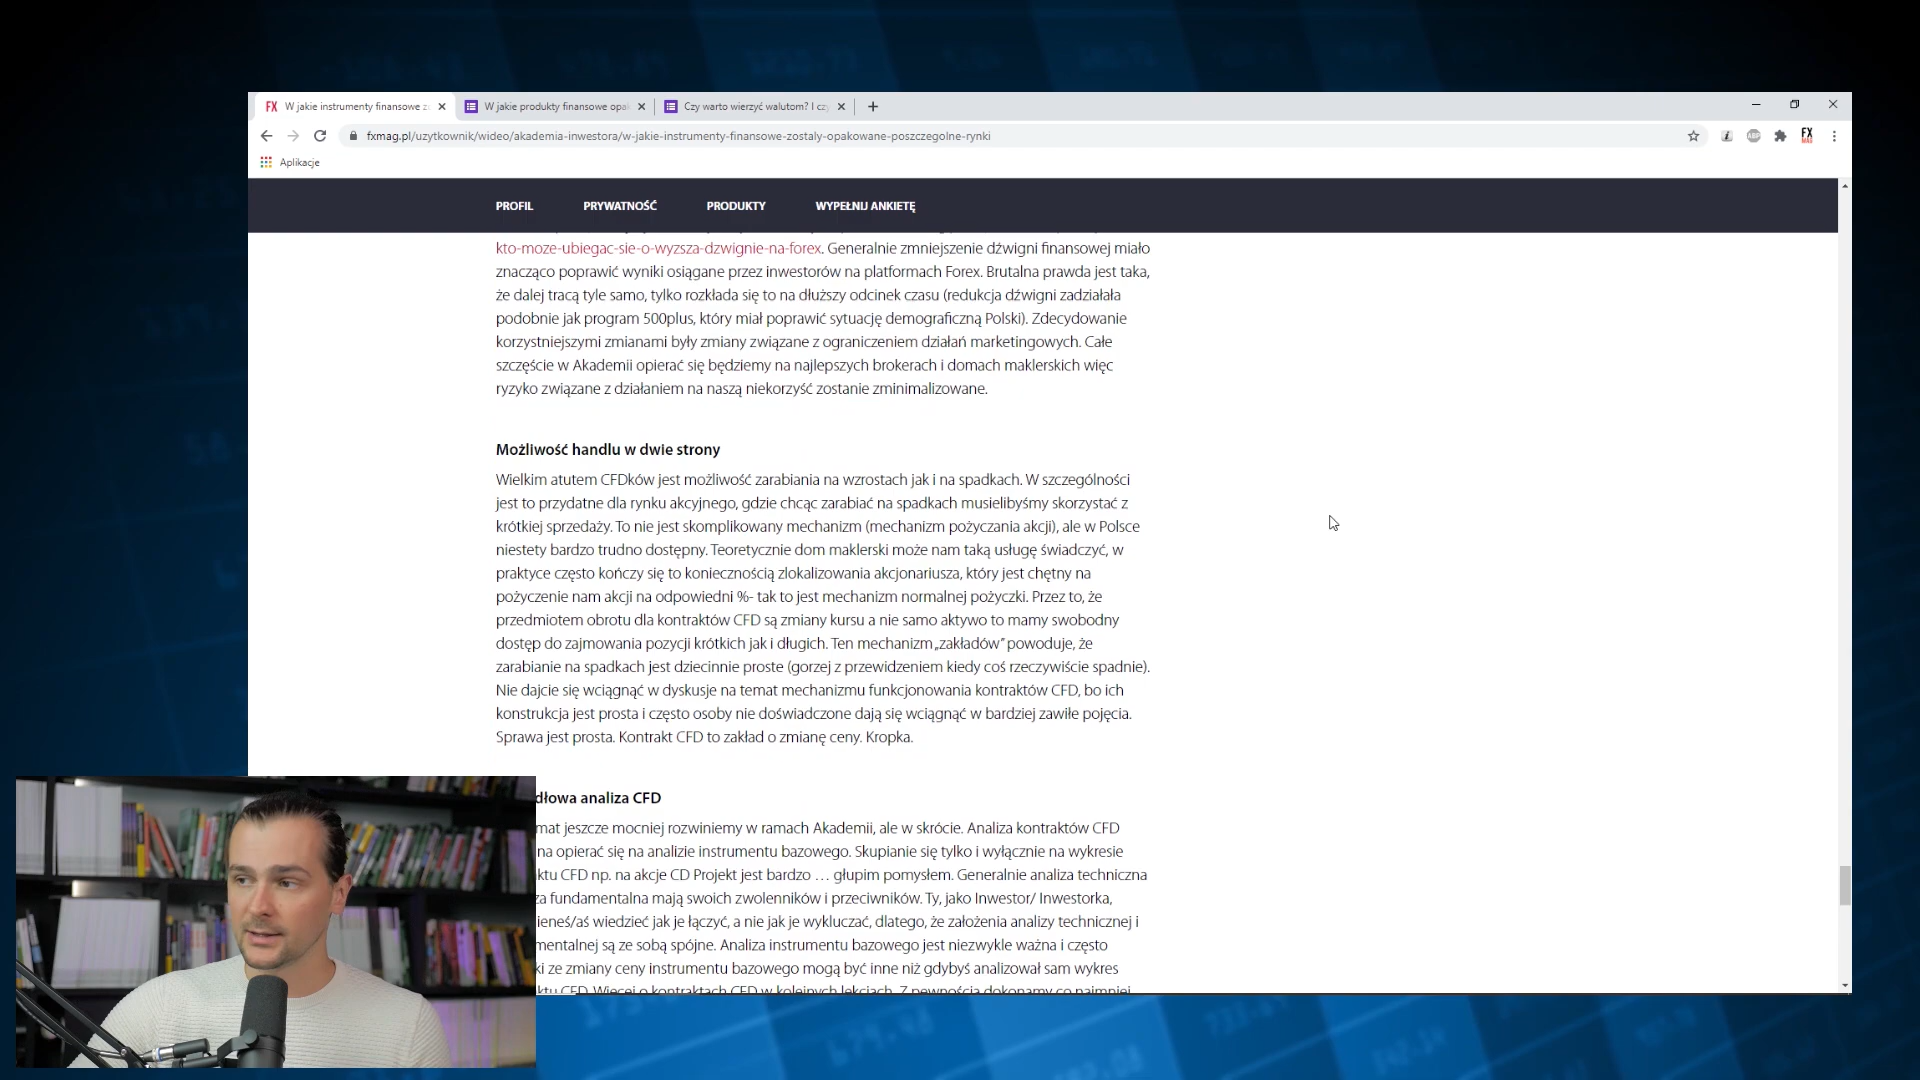 W jakie instrumenty finansowe z
W jakie produkty finansowe opa
Czy warto wierzyć walutom? I cz
fxmag.pl/uzytkownik/wideo/akademia-inwestora/w-jakie-instrumenty-finansowe-zostaly-opakowane-poszczegolne-rynki
Aplikacje
PROFIL PRYWATNOŚĆ PRODUKTY WYPEŁNIJ ANKIETĘ
kto-moze-ubiegac-sie-o-wyzsza-dzwignie-na-forex. Generalnie zmniejszenie dźwigni finansowej miało
znacząco poprawić wyniki osiągane przez inwestorów na platformach Forex. Brutalna prawda jest taka,
że dalej tracą tyle samo, tylko rozkłada się to na dłuższy odcinek czasu (redukcja dźwigni zadziałała
podobnie jak program 500plus, który miał poprawić sytuację demograficzną Polski). Zdecydowanie
korzystniejszymi zmianami były zmiany związane z ograniczeniem działań marketingowych. Całe
szczęście w Akademii opierać się będziemy na najlepszych brokerach i domach maklerskich więc
ryzyko związane z działaniem na naszą niekorzyść zostanie zminimalizowane.
Możliwość handlu w dwie strony
Wielkim atutem CFDków jest możliwość zarabiania na wzrostach jak i na spadkach. W szczególności
jest to przydatne dla rynku akcyjnego, gdzie chcąc zarabiać na spadkach musielibyśmy skorzystać z
krótkiej sprzedaży. To nie jest skomplikowany mechanizm (mechanizm pożyczania akcji), ale w Polsce
niestety bardzo trudno dostępny. Teoretycznie dom maklerski może nam taką usługę świadczyć, w
praktyce często kończy się to koniecznością zlokalizowania akcjonariusza, który jest chętny na
pożyczenie nam akcji na odpowiedni %- tak to jest mechanizm normalnej pożyczki. Przez to, że
przedmiotem obrotu dla kontraktów CFD są zmiany kursu a nie samo aktywo to mamy swobodny
dostęp do zajmowania pozycji krótkich jak i długich. Ten mechanizm „zakładów” powoduje, że
zarabianie na spadkach jest dziecinnie proste (gorzej z przewidzeniem kiedy coś rzeczywiście spadnie).
Nie dajcie się wciągnąć w dyskusje na temat mechanizmu funkcjonowania kontraktów CFD, bo ich
konstrukcja jest prosta i często osoby nie doświadczone dają się wciągnąć w bardziej zawiłe pojęcia.
Sprawa jest prosta. Kontrakt CFD to zakład o zmianę ceny. Kropka.
dłowa analiza CFD
mat jeszcze mocniej rozwiniemy w ramach Akademii, ale w skrócie. Analiza kontraktów CFD
na opierać się na analizie instrumentu bazowego. Skupianie się tylko i wyłącznie na wykresie
ktu CFD np. na akcje CD Projekt jest bardzo … głupim pomysłem. Generalnie analiza techniczna
za fundamentalna mają swoich zwolenników i przeciwników. Ty, jako Inwestor/ Inwestorka,
ieneś/aś wiedzieć jak je łączyć, a nie jak je wykluczać, dlatego, że założenia analizy technicznej i
mentalnej są ze sobą spójne. Analiza instrumentu bazowego jest niezwykle ważna i często
ki ze zmiany ceny instrumentu bazowego mogą być inne niż gdybyś analizował sam wykres
ktu CFD. Więcej o kontraktach CFD w kolejnych lekcjach. Z pewnością dokonamy co najmniej